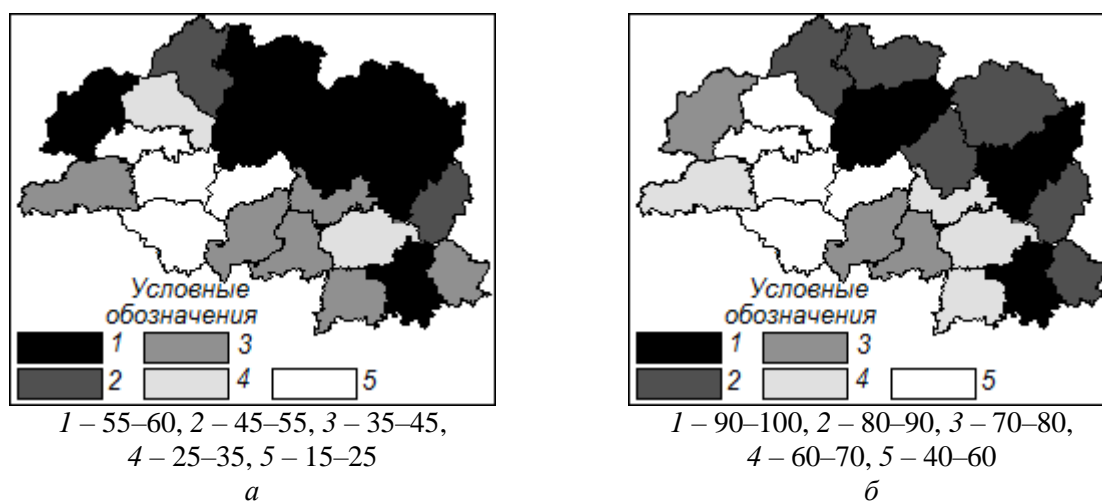 Условные
обозначения
1 3
2 4 5
1 – 55–60, 2 – 45–55, 3 – 35–45,
4 – 25–35, 5 – 15–25
а
Условные
обозначения
1 3
2 4 5
1 – 90–100, 2 – 80–90, 3 – 70–80,
4 – 60–70, 5 – 40–60
б